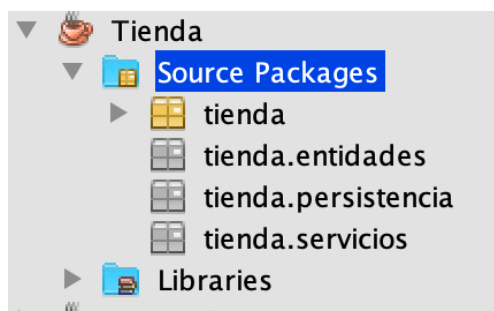 Tienda
Source Packages
tienda
tienda.entidades
tienda.persistencia
tienda.servicios
Libraries